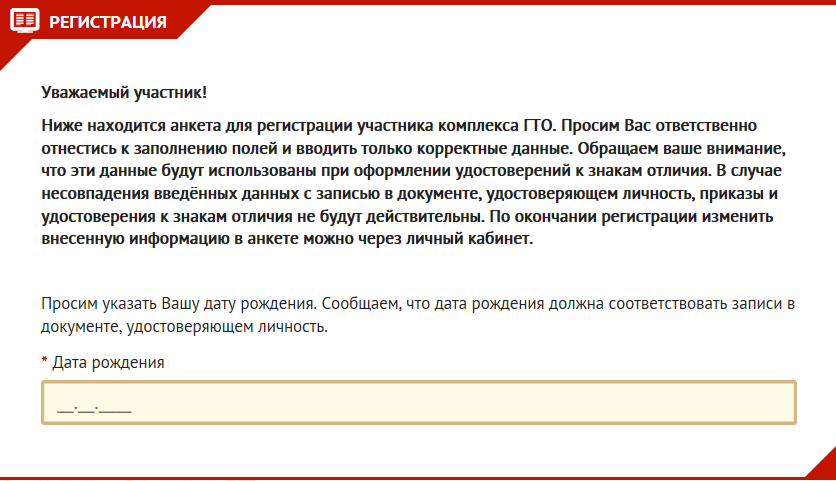 РЕГИСТРАЦИЯ
Уважаемый участник!
Ниже находится анкета для регистрации участника комплекса ГТО. Просим Вас ответственно
отнестись к заполнению полей и вводить только корректные данные. Обращаем ваше внимание,
что эти данные будут использованы при оформлении удостоверений к знакам отличия. В случае
несовпадения введённых данных с записью в документе, удостоверяющем личность, приказы и
удостоверения к знакам отличия не будут действительны. По окончании регистрации изменить
внесенную информацию в анкете можно через личный кабинет.
Просим указать Вашу дату рождения. Сообщаем, что дата рождения должна соответствовать записи в
документе, удостоверяющем личность.
* Дата рождения
__.__.____